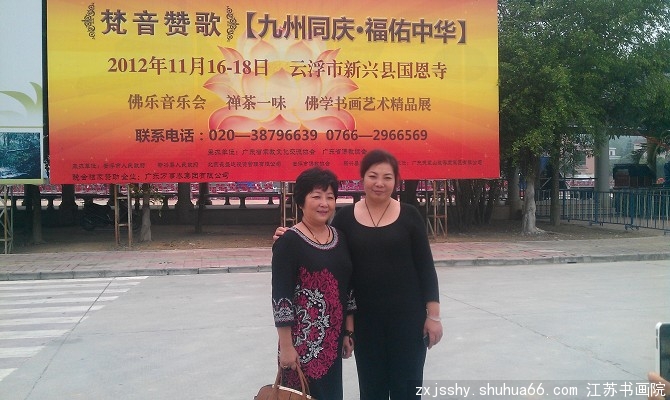 梵音赞歌【九州同庆·福佑中华】
2012年11月16-18日 云浮市新兴县国恩寺
佛乐音乐会 禅茶一味 佛学书画艺术精品展
联系电话：020—38796639 0766—2966569
zxjsshy.shuhua66.com 江苏书画院